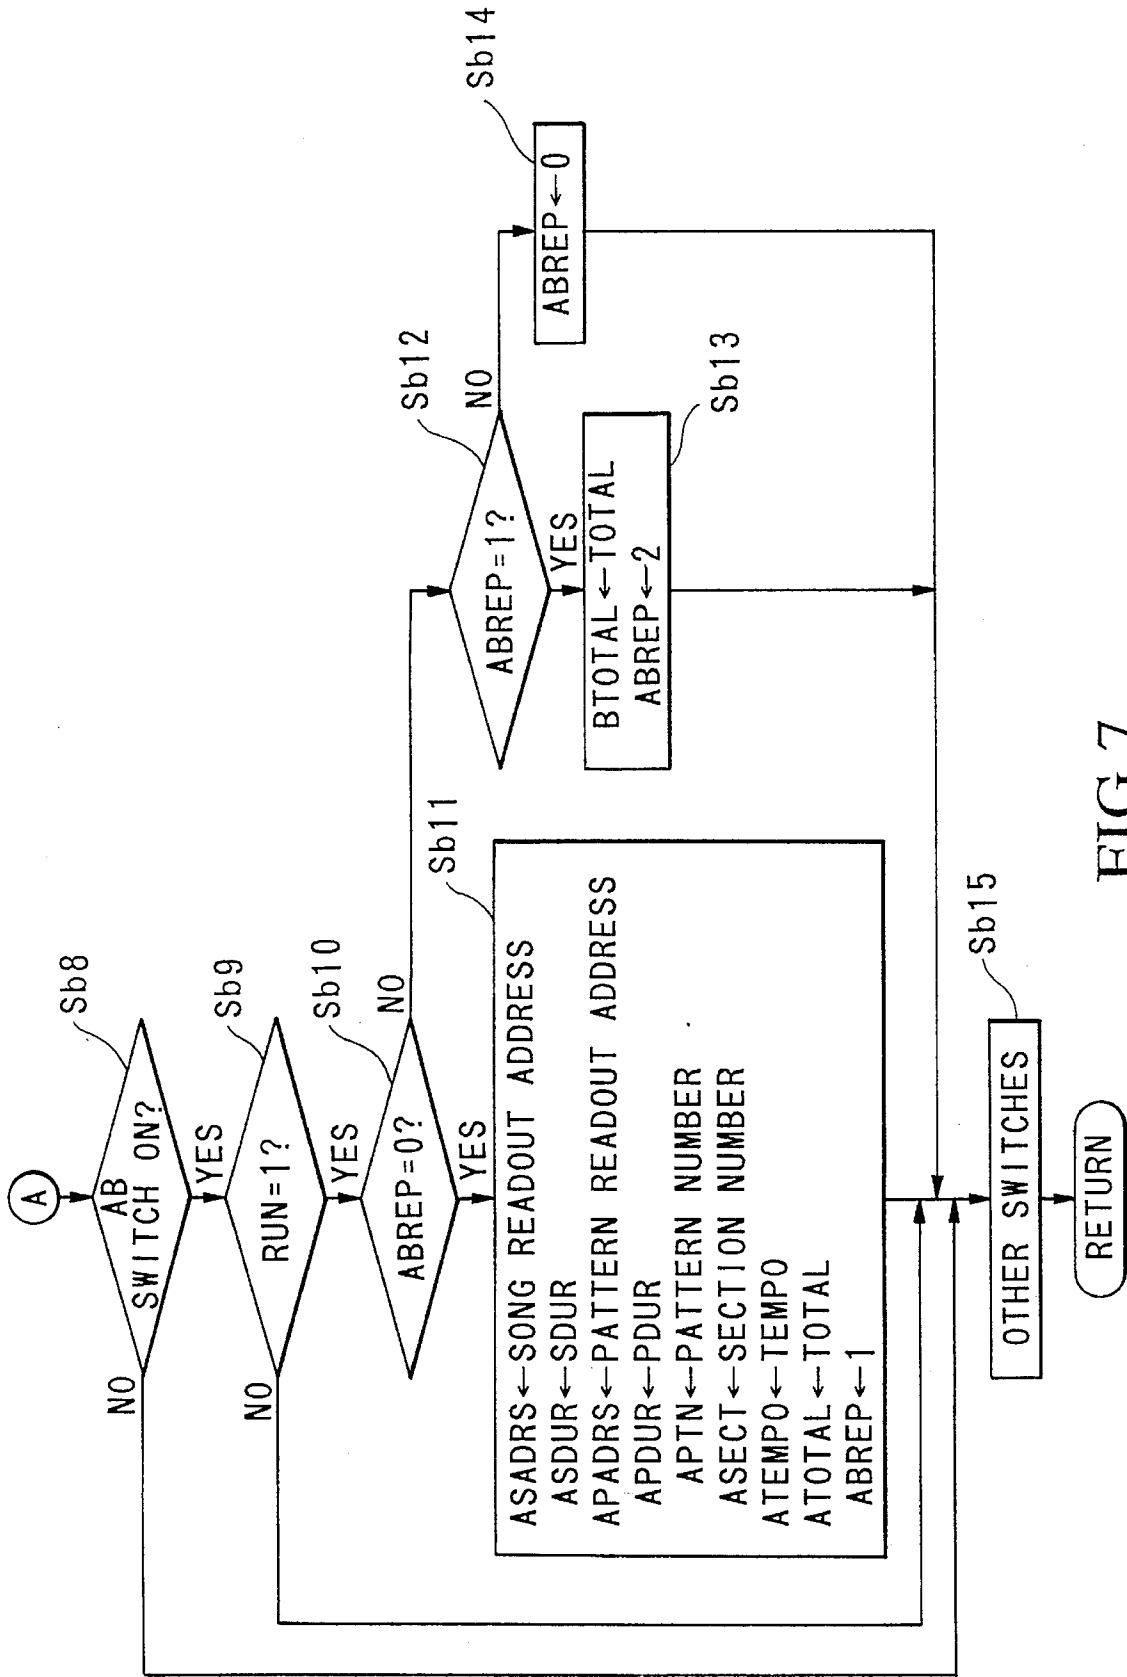 A
Sb8
AB
SWITCH ON?
NO
YES
Sb9
RUN=1?
NO
YES
Sb10
ABREP=0?
NO
YES
Sb11
ASADRS←SONG READOUT ADDRESS
ASDUR←SDUR
APADRS←PATTERN READOUT ADDRESS
APDUR←PDUR
APTN←PATTERN NUMBER
ASECT←SECTION NUMBER
ATEMPO←TEMPO
ATOTAL←TOTAL
ABREP←1
Sb12
ABREP=1?
NO
YES
Sb13
BTOTAL←TOTAL
ABREP←2
Sb14
ABREP←0
Sb15
OTHER SWITCHES
RETURN
FIG.7